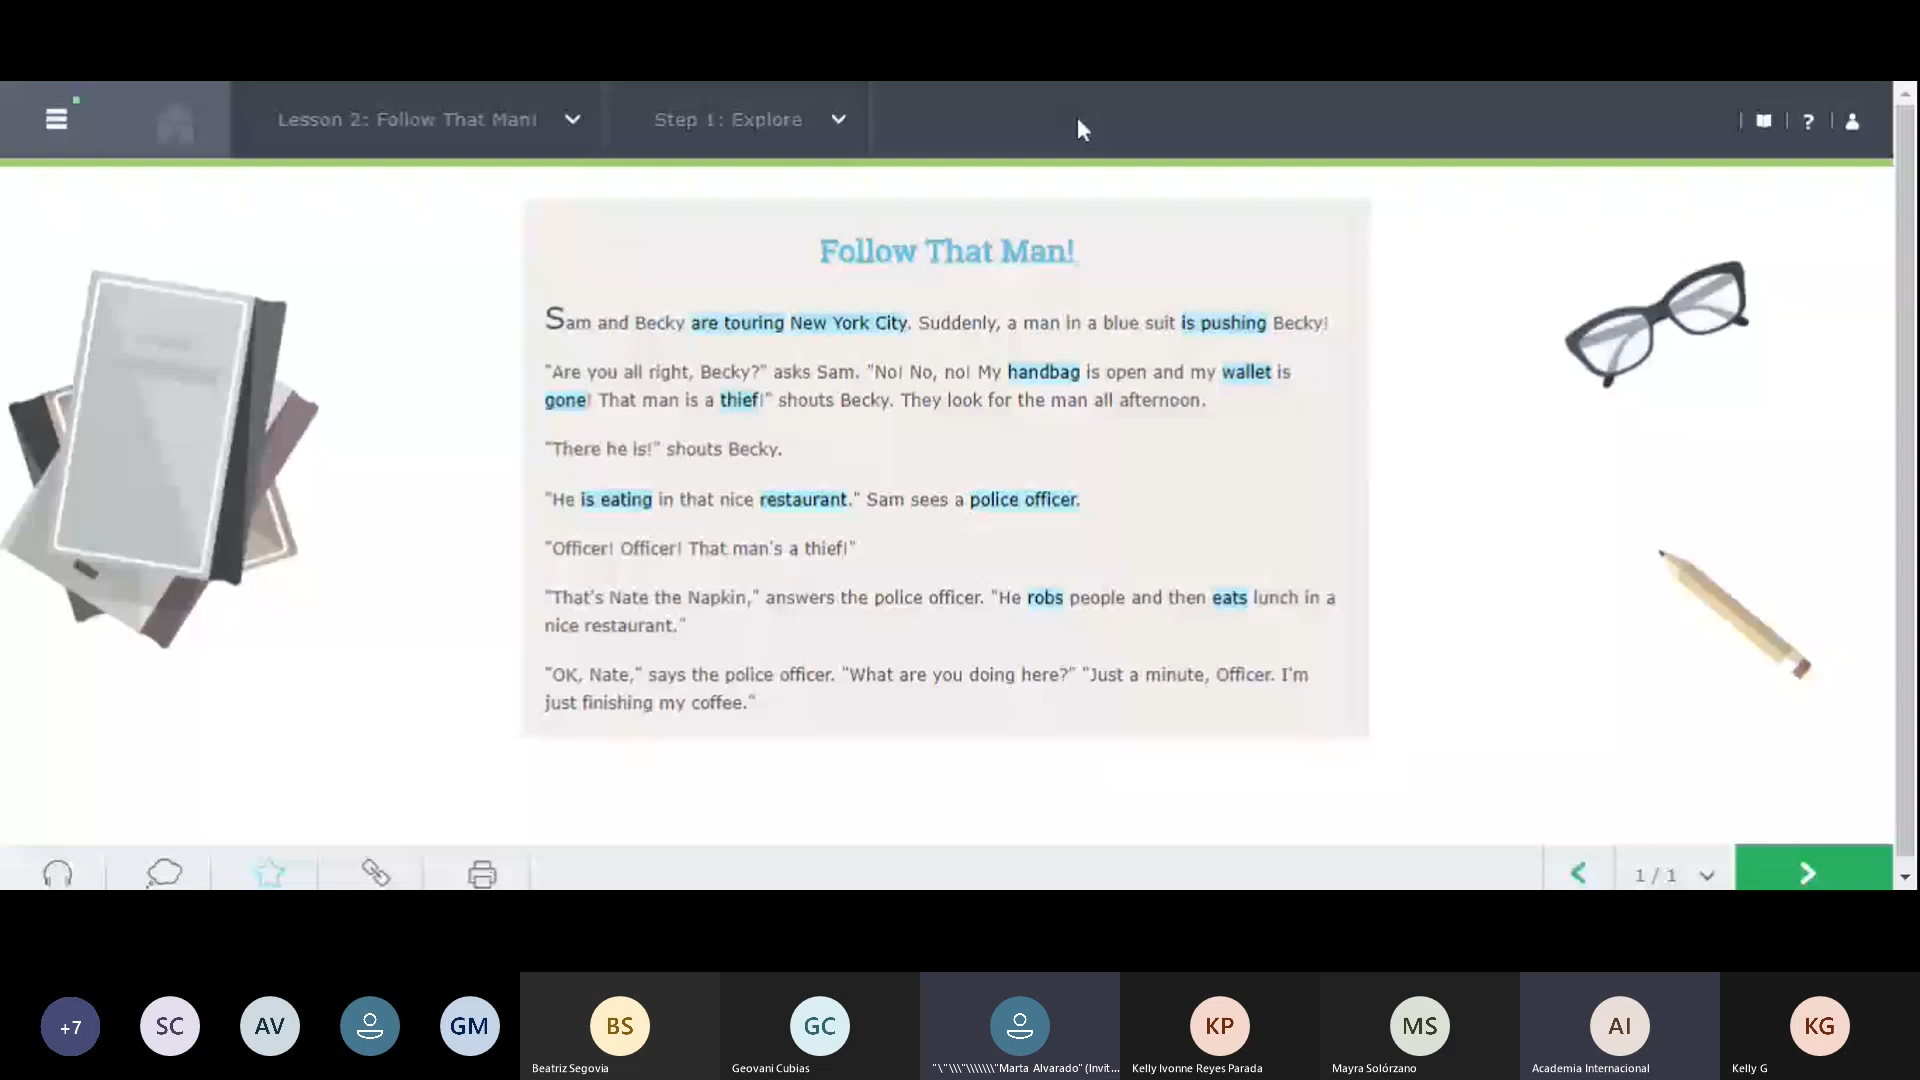 Lesson 2: Follow That Man!
Step 1: Explore
?
Follow That Man!
Sam and Becky are touring New York City. Suddenly, a man in a blue suit is pushing Becky!
"Are you all right, Becky?" asks Sam. "No! No, no! My handbag is open and my wallet is
gone! That man is a thief!" shouts Becky. They look for the man all afternoon.
"There he is!" shouts Becky.
"He is eating in that nice restaurant." Sam sees a police officer.
"Officer! Officer! That man's a thief!"
"That's Nate the Napkin," answers the police officer. "He robs people and then eats lunch in a
nice restaurant."
"OK, Nate," says the police officer. "What are you doing here?" "Just a minute, Officer. I'm
just finishing my coffee."
1 / 1
+7
SC
AV
GM
BS
GC
KP
MS
AI
KG
Beatriz Segovia
Geovani Cubias
"\"\\\"\\\\\\\"Marta Alvarado" (Invit...
Kelly Ivonne Reyes Parada
Mayra Solórzano
Academia Internacional
Kelly G